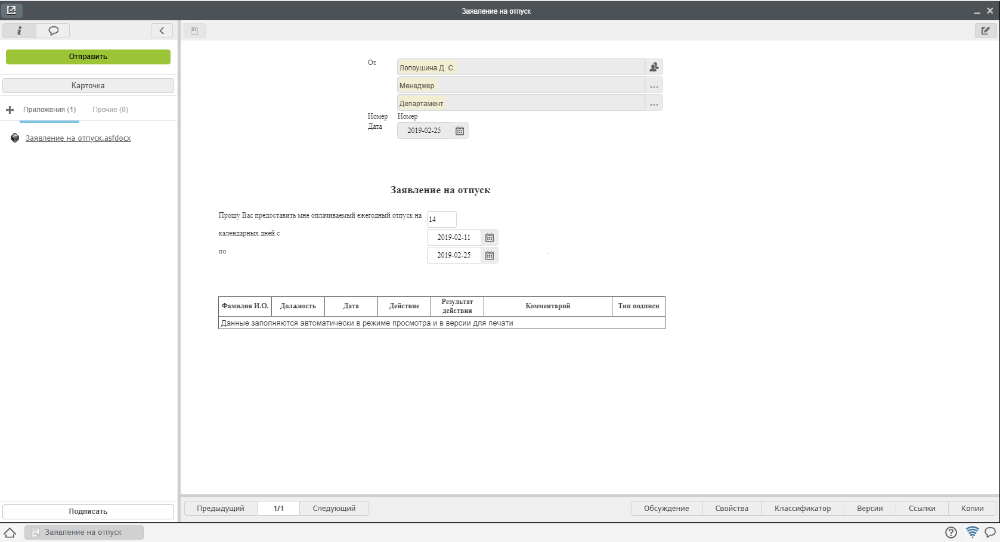 Заявление на отпуск
Отправить
Карточка
Приложения (1) Прочие (0)
Заявление на отпуск.asfdocx
Подписать
От Лопоушина Д. С.
Менеджер
...
Департамент
...
Номер Номер
Дата 2019-02-25
Заявление на отпуск
Прошу Вас предоставить мне оплачиваемый ежегодный отпуск на 14
календарных дней с 2019-02-11
по 2019-02-25 .
Фамилия И.О. Должность Дата Действие Результат действия Комментарий Тип подписи
Данные заполняются автоматически в режиме просмотра и в версии для печати
Предыдущий 1/1 Следующий Обсуждение Свойства Классификатор Версии Ссылки Копии
Заявление на отпуск